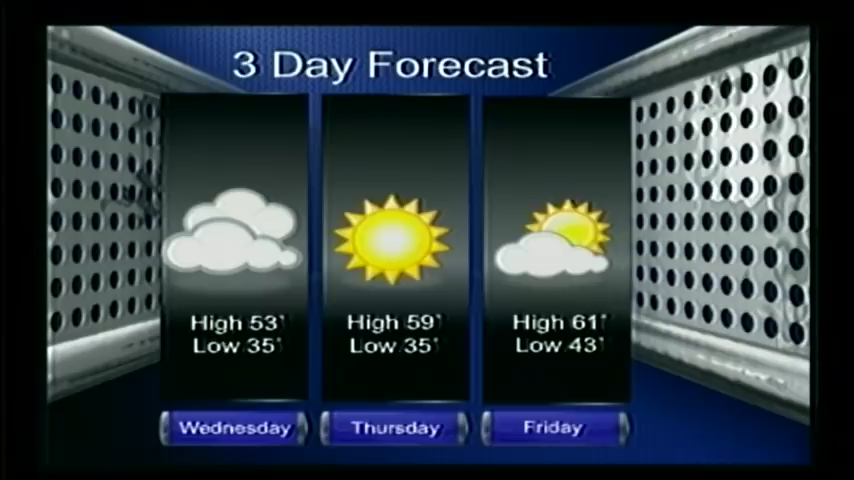 3 Day Forecast
High 53°
Low 35°
High 59°
Low 35°
High 61°
Low 43°
Wednesday
Thursday
Friday